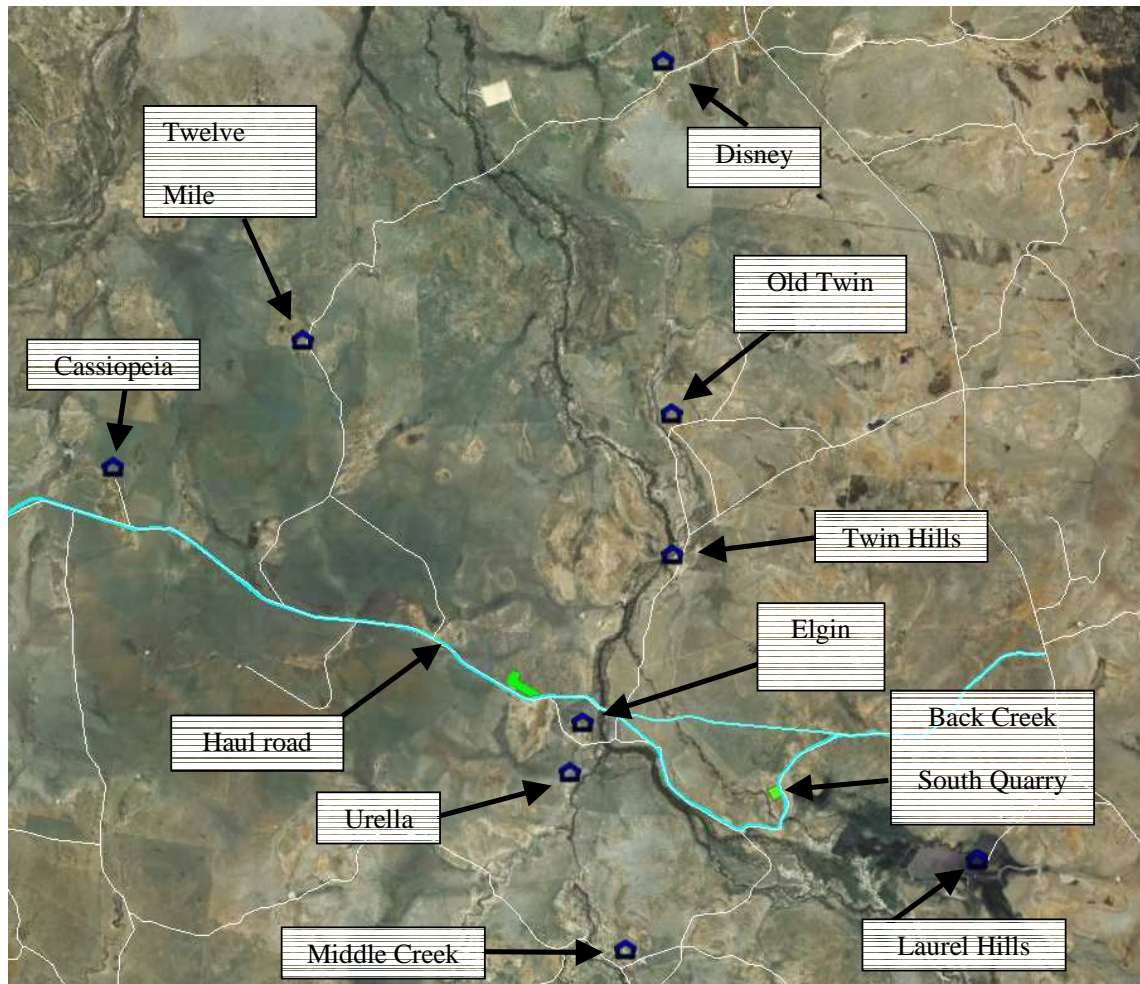 Disney
Twelve
Mile
Old Twin
Cassiopeia
Twin Hills
Elgin
Back Creek
South Quarry
Haul road
Urella
Laurel Hills
Middle Creek